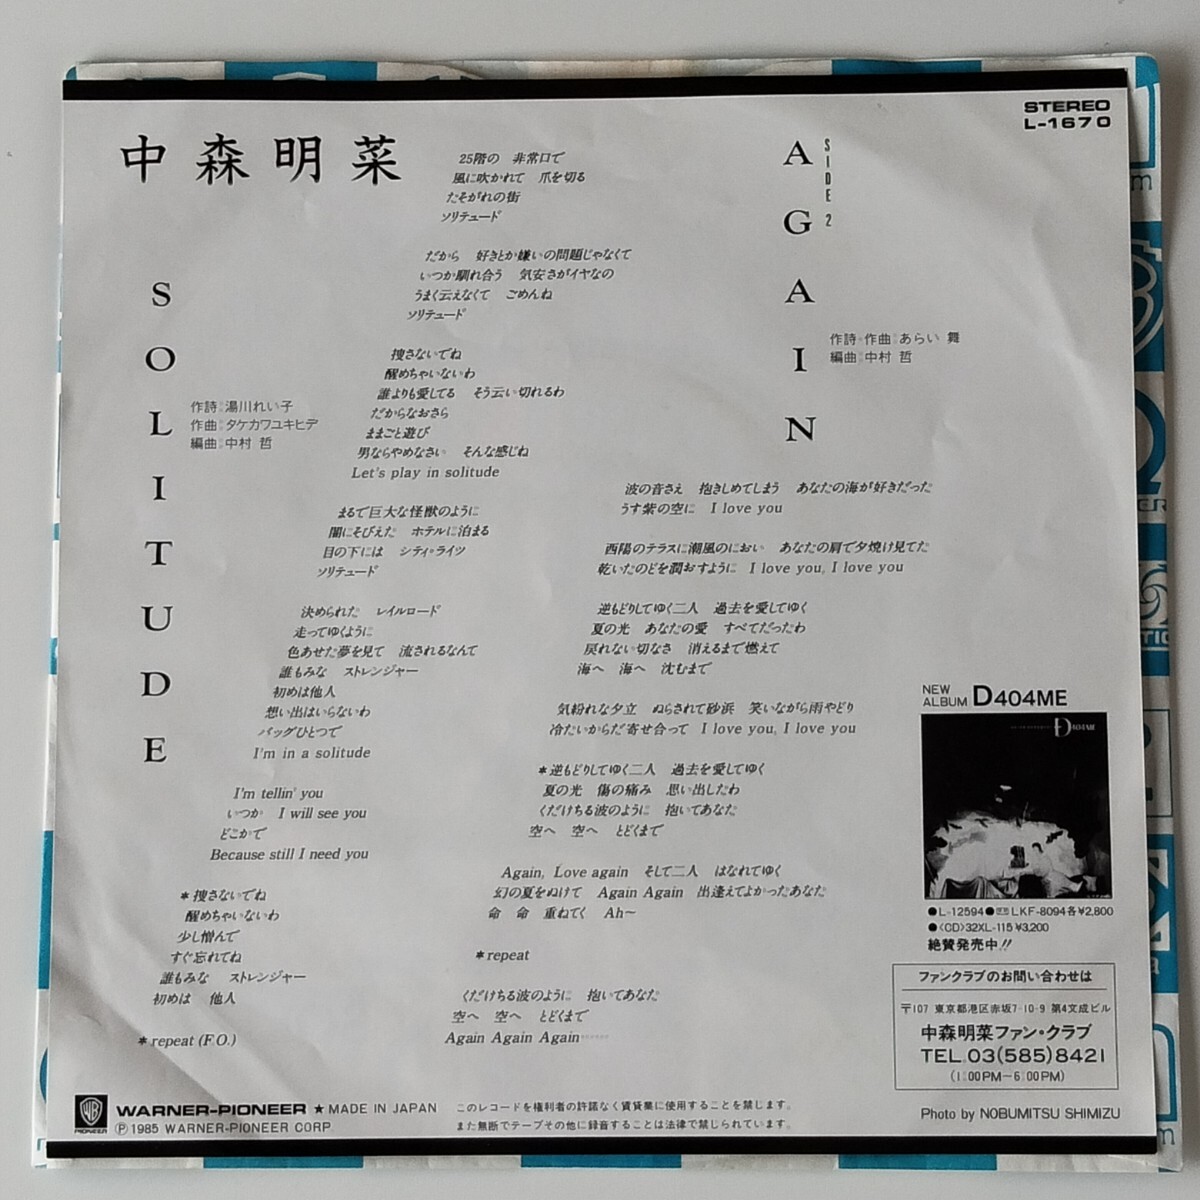 STEREO
L-1670
中森明菜
SOLITUDE
作詩:湯川れい子
作曲:タケカワユキヒデ
編曲:中村 哲
25階の 非常口で
風に吹かれて 爪を切る
たそがれの街
ソリテュード
だから 好きとか嫌いの問題じゃなくて
いつか馴れ合う 気安さがイヤなの
うまく云えなくて ごめんね
ソリテュード
捜さないでね
醒めちゃいないわ
誰よりも愛してる そう云い切れるわ
だからなおさら
ままごと遊び
男ならやめなさい そんな感じね
Let's play in solitude
まるで巨大な怪獣のように
闇にそびえた ホテルに泊まる
目の下には シティ・ライツ
ソリテュード
決められた レイルロード
走ってゆくように
色あせた夢を見て 流されるなんて
誰もみな ストレンジャー
初めは他人
想い出はいらないわ
バッグひとつで
I'm in a solitude
I'm tellin' you
いつか I will see you
どこかで
Because still I need you
*捜さないでね
醒めちゃいないわ
少し憎んで
すぐ忘れてね
誰もみな ストレンジャー
初めは 他人
*repeat (F.O.)
SIDE 2
AGAIN
作詩・作曲:あらい 舞
編曲:中村 哲
波の音さえ 抱きしめてしまう あなたの海が好きだった
うす紫の空に I love you
西陽のテラスに潮風のにおい あなたの肩で夕焼け見てた
乾いたのどを潤おすように I love you, I love you
逆もどりしてゆく二人 過去を愛してゆく
夏の光 あなたの愛 すべてだったわ
戻れない切なさ 消えるまで燃えて
海へ 海へ 沈むまで
気紛れな夕立 ぬらされて砂浜 笑いながら雨やどり
冷たいからだ寄せ合って I love you, I love you
*逆もどりしてゆく二人 過去を愛してゆく
夏の光 傷の痛み 思い出したわ
くだけちる波のように 抱いてあなた
空へ 空へ とどくまで
Again, Love again そして二人 はなれてゆく
幻の夏をぬけて Again Again 出逢えてよかったあなた
命 命 重ねてく Ah〜
*repeat
くだけちる波のように 抱いてあなた
空へ 空へ とどくまで
Again Again Again……
NEW ALBUM D404ME
D404ME
●L-12594●LKF-8094各¥2,800
●〈CD〉32XL-115 ¥3,200
絶賛発売中!!
ファンクラブのお問い合わせは
〒107 東京都港区赤坂7-10-9 第4文成ビル
中森明菜ファン・クラブ
TEL 03(585)8421
(1:00PM—6:00PM)
Photo by NOBUMITSU SHIMIZU
PIONEER
WARNER-PIONEER ★ MADE IN JAPAN
Ⓟ 1985 WARNER-PIONEER CORP.
このレコードを権利者の許諾なく賃貸業に使用することを禁じます。
また無断でテープその他に録音することは法律で禁じられています。